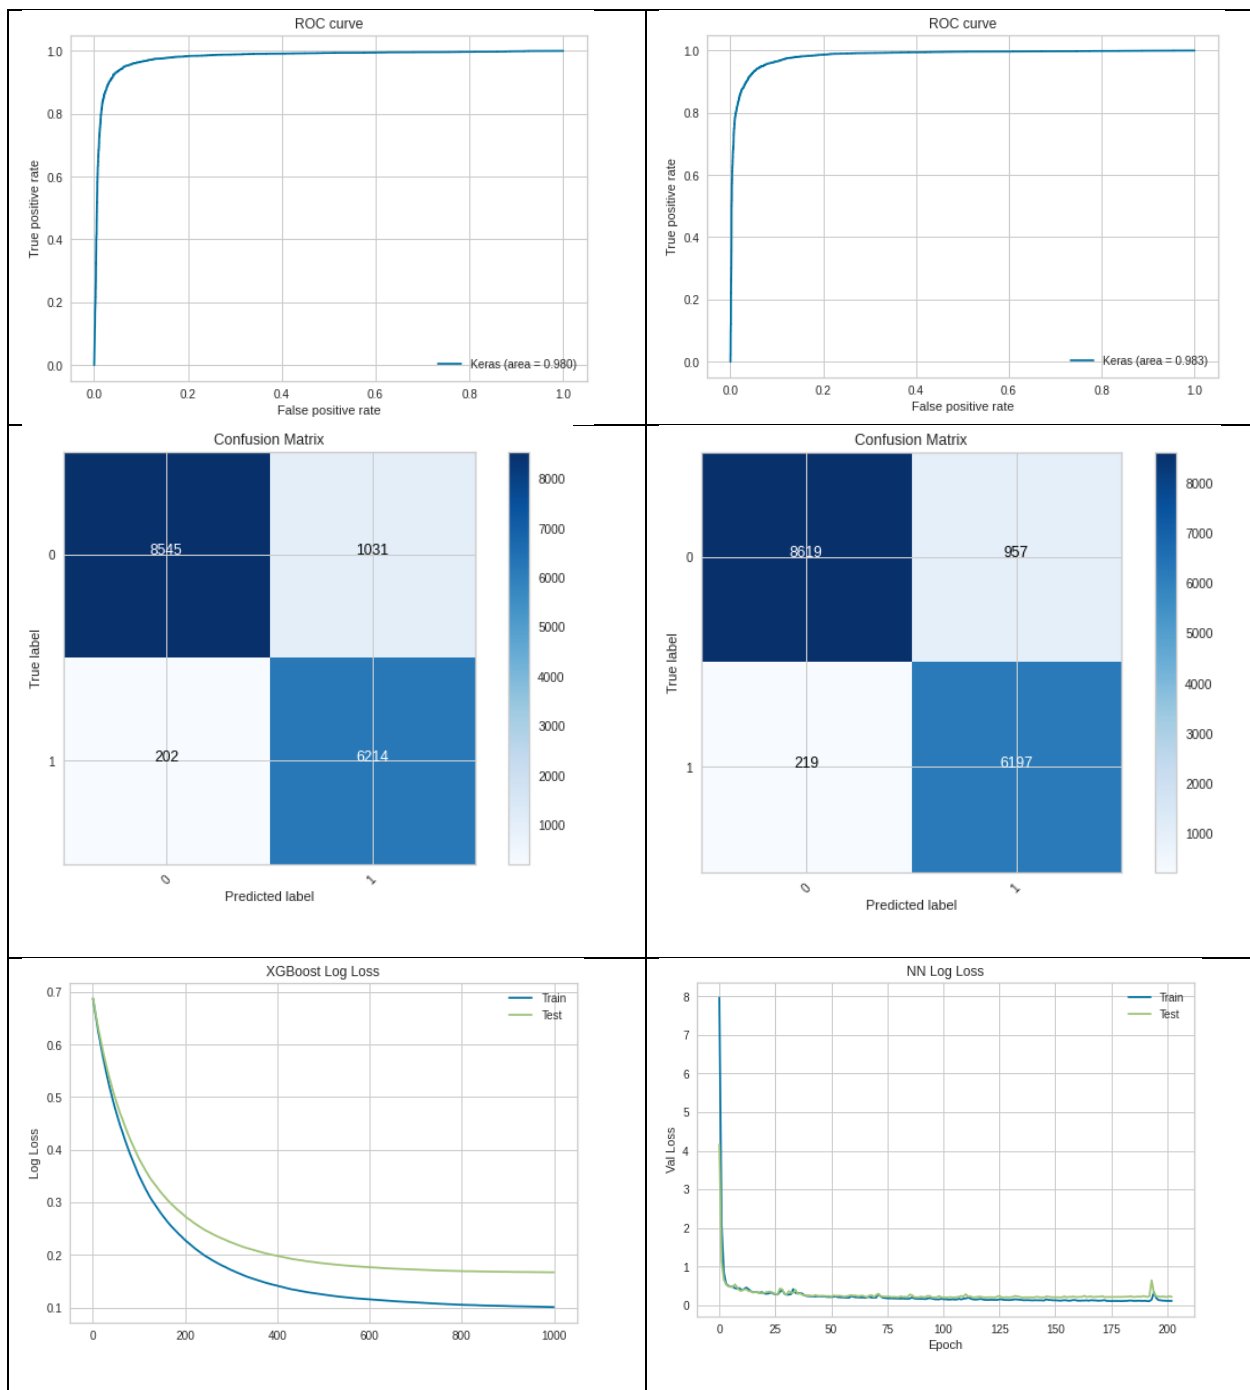 ROC curve
1.0
0.8
0.6
0.4
0.2
0.0
True positive rate
Keras (area = 0.980)
0.0 0.2 0.4 0.6 0.8 1.0
False positive rate
ROC curve
1.0
0.8
0.6
0.4
0.2
0.0
True positive rate
Keras (area = 0.983)
0.0 0.2 0.4 0.6 0.8 1.0
False positive rate
Confusion Matrix
True label
0
1
8545 1031
202 6214
0 1
Predicted label
8000
7000
6000
5000
4000
3000
2000
1000
Confusion Matrix
True label
0
1
8619 957
219 6197
0 1
Predicted label
8000
7000
6000
5000
4000
3000
2000
1000
XGBoost Log Loss
0.7
0.6
0.5
0.4
0.3
0.2
0.1
Log Loss
Train
Test
0 200 400 600 800 1000
NN Log Loss
8
7
6
5
4
3
2
1
0
Val Loss
Train
Test
0 25 50 75 100 125 150 175 200
Epoch